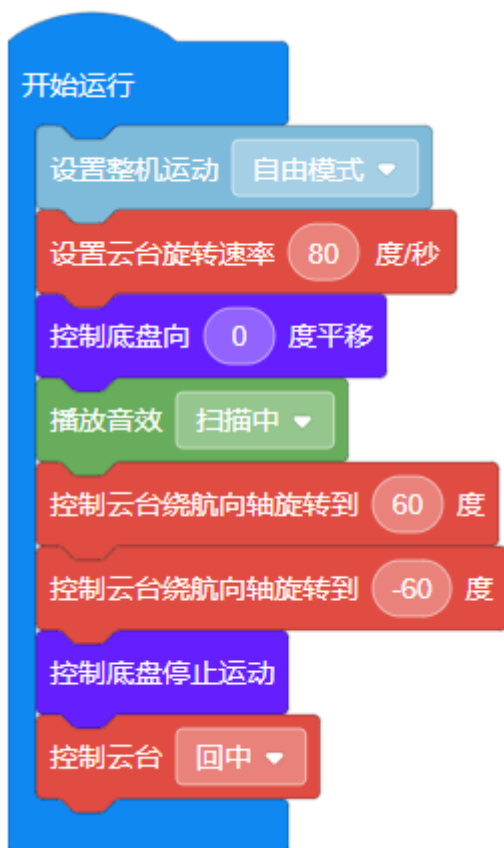 开始运行
设置整机运动 自由模式
设置云台旋转速率 80 度/秒
控制底盘向 0 度平移
播放音效 扫描中
控制云台绕航向轴旋转到 60 度
控制云台绕航向轴旋转到 -60 度
控制底盘停止运动
控制云台 回中